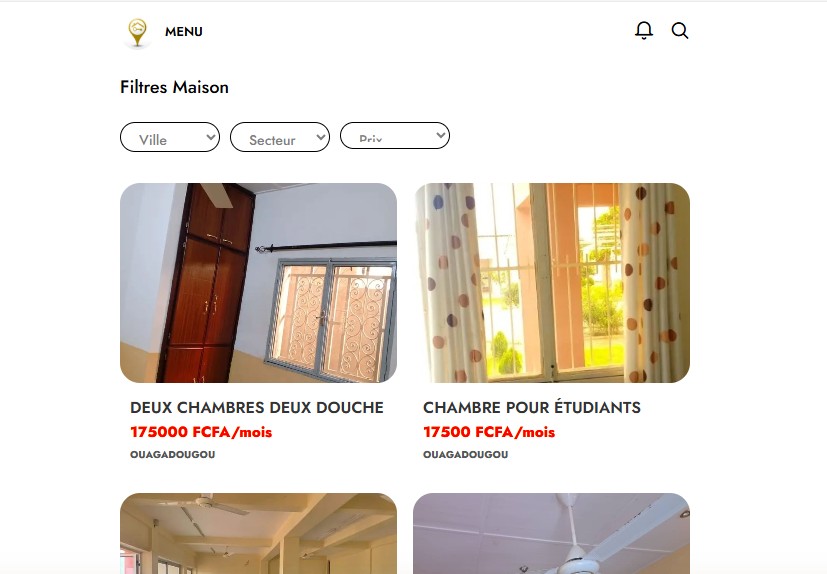 MENU
Filtres Maison
Ville Secteur Prix
DEUX CHAMBRES DEUX DOUCHE
175000 FCFA/mois
OUAGADOUGOU
CHAMBRE POUR ÉTUDIANTS
17500 FCFA/mois
OUAGADOUGOU